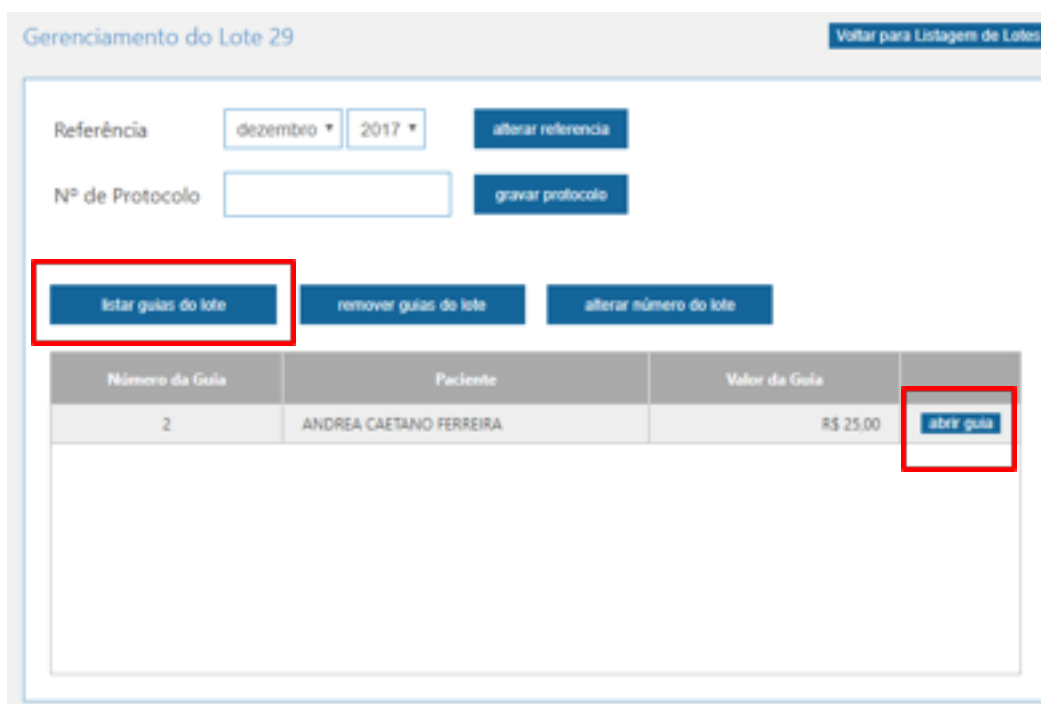 Gerenciamento do Lote 29
Voltar para Listagem de Lotes
Referência dezembro 2017 alterar referencia
Nº de Protocolo gravar protocolo
listar guias do lote remover guias do lote alterar número do lote
Número da Guia Paciente Valor da Guia
2 ANDREA CAETANO FERREIRA R$ 25,00 abrir guia